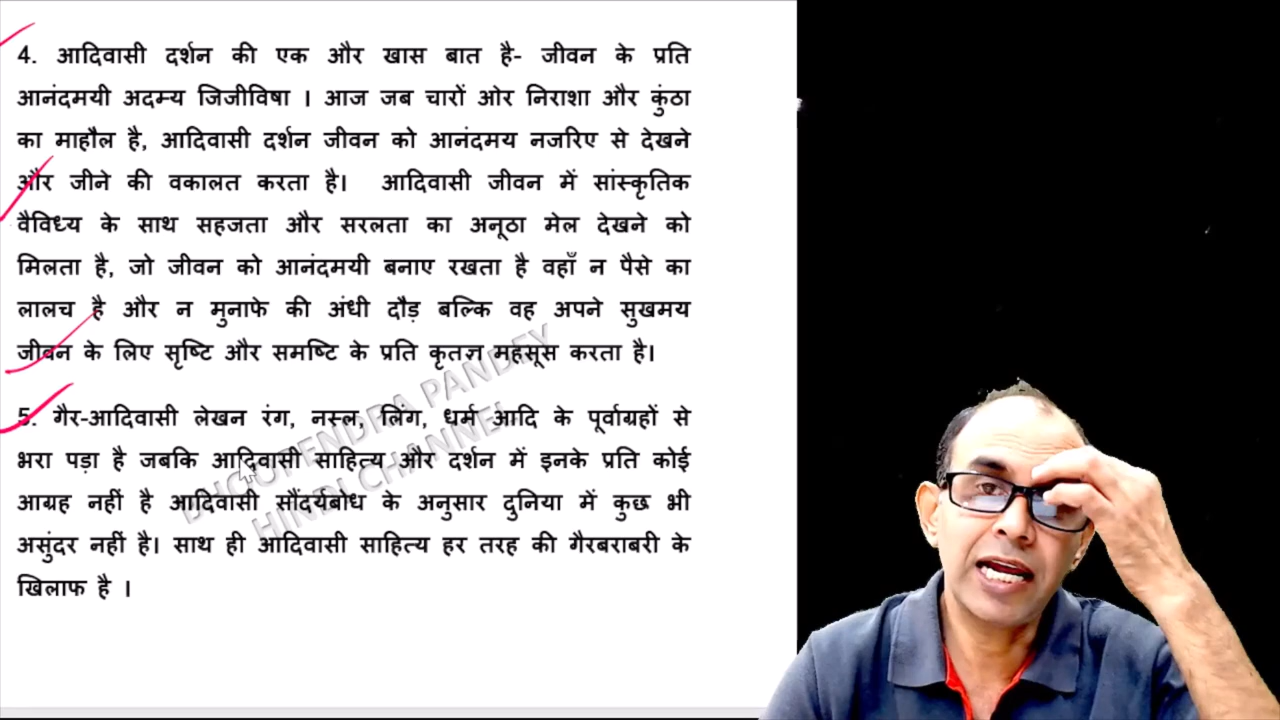 4. आदिवासी दर्शन की एक और खास बात है- जीवन के प्रति
आनंदमयी अदम्य जिजीविषा । आज जब चारों ओर निराशा और कुंठा
का माहौल है, आदिवासी दर्शन जीवन को आनंदमय नजरिए से देखने
और जीने की वकालत करता है। आदिवासी जीवन में सांस्कृतिक
वैविध्य के साथ सहजता और सरलता का अनूठा मेल देखने को
मिलता है, जो जीवन को आनंदमयी बनाए रखता है वहाँ न पैसे का
लालच है और न मुनाफे की अंधी दौड़ बल्कि वह अपने सुखमय
जीवन के लिए सृष्टि और समष्टि के प्रति कृतज्ञ महसूस करता है।
5. गैर-आदिवासी लेखन रंग, नस्ल, लिंग, धर्म आदि के पूर्वाग्रहों से
भरा पड़ा है जबकि आदिवासी साहित्य और दर्शन में इनके प्रति कोई
आग्रह नहीं है आदिवासी सौंदर्यबोध के अनुसार दुनिया में कुछ भी
असुंदर नहीं है। साथ ही आदिवासी साहित्य हर तरह की गैरबराबरी के
खिलाफ है ।
PANDEY
HINDI CHANNEL